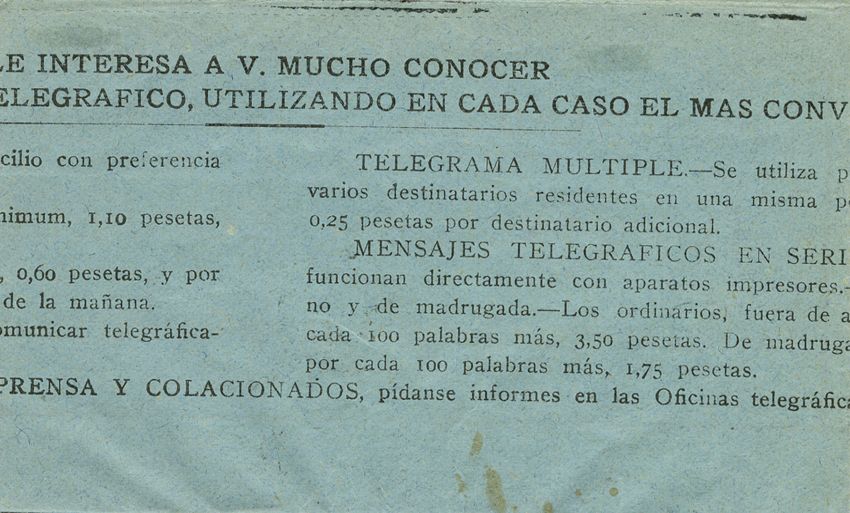 LE INTERESA A V. MUCHO CONOCER
ELEGRAFICO, UTILIZANDO EN CADA CASO EL MAS CONV
cilio con preferencia
nimum, 1,10 pesetas,
, 0,60 pesetas, y por
de la mañana.
omunicar telegráfica-
TELEGRAMA MULTIPLE.—Se utiliza p
varios destinatarios residentes en una misma p
0,25 pesetas por destinatario adicional.
MENSAJES TELEGRAFICOS EN SERI
funcionan directamente con aparatos impresores.-
no y de madrugada.—Los ordinarios, fuera de a
cada 100 palabras más, 3,50 pesetas. De madruga
por cada 100 palabras más, 1,75 pesetas.
PRENSA Y COLACIONADOS, pídanse informes en las Oficinas telegráfica